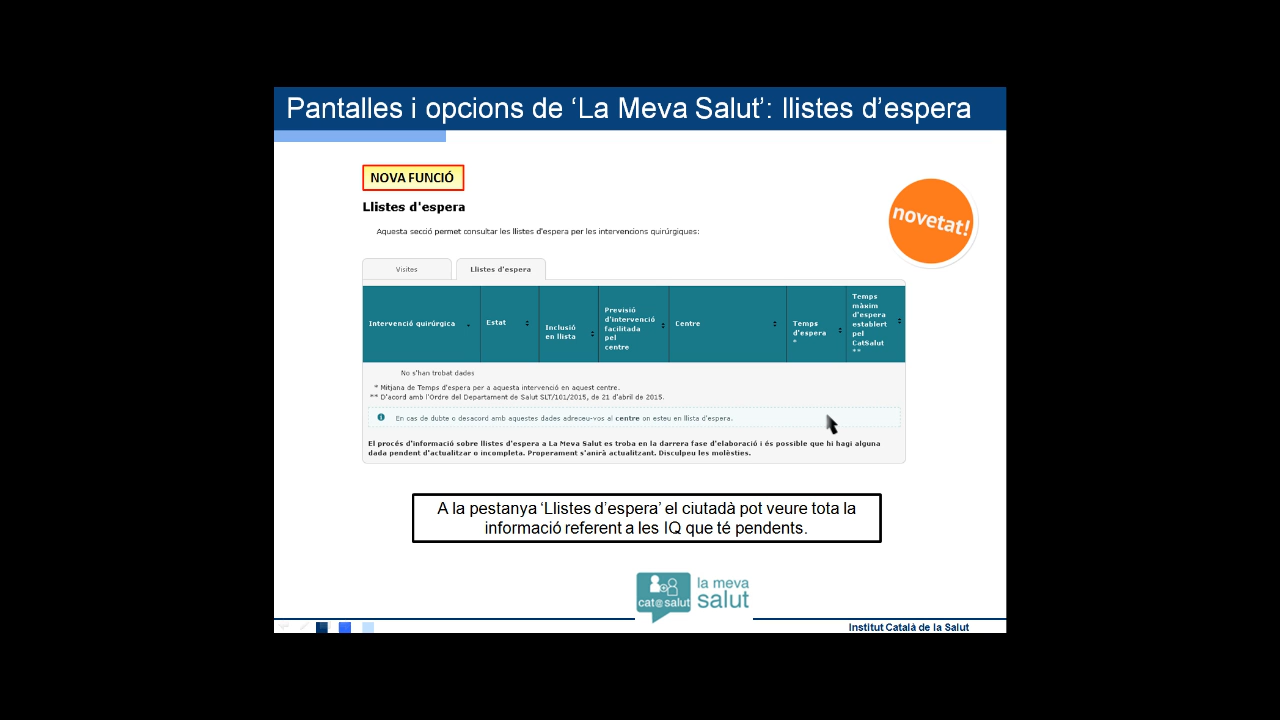 Pantalles i opcions de ‘La Meva Salut’: llistes d’espera
NOVA FUNCIÓ
novetat!
Llistes d'espera
Aquesta secció permet consultar les llistes d'espera per les intervencions quirúrgiques:
Visites
Llistes d'espera
Intervenció quirúrgica
Estat
Inclusió
en llista
Previsió
d'intervenció
facilitada
pel
centre
Centre
Temps
d'espera
*
Temps
màxim
d'espera
establert
pel
CatSalut
**
No s'han trobat dades
* Mitjana de Temps d'espera per a aquesta intervenció en aquest centre.
** D'acord amb l'Ordre del Departament de Salut SLT/101/2015, de 21 d'abril de 2015.
En cas de dubte o desacord amb aquestes dades adreceu-vos al centre on esteu en llista d'espera.
El procés d'informació sobre llistes d'espera a La Meva Salut es troba en la darrera fase d'elaboració i és possible que hi hagi alguna
dada pendent d'actualitzar o incompleta. Properament s'anirà actualitzant. Disculpeu les molèsties.
A la pestanya ‘Llistes d’espera’ el ciutadà pot veure tota la
informació referent a les IQ que té pendents.
cat@salut
la meva
salut
Institut Català de la Salut